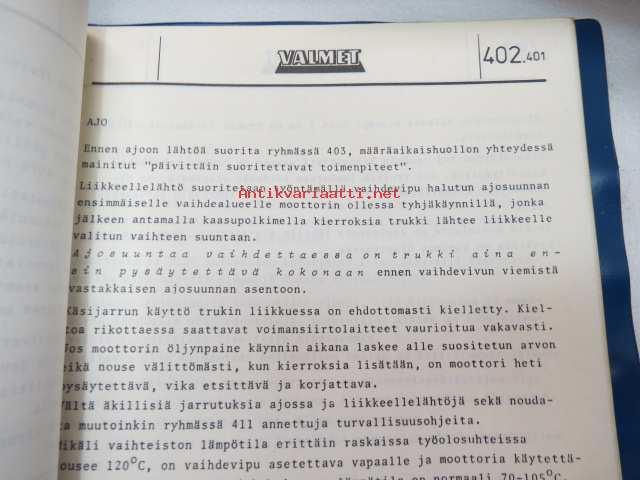 VALMET
402.401
AJO
Ennen ajoon lähtöä suorita ryhmässä 403, määräaikaishuollon yhteydessä
mainitut "päivittäin suoritettavat toimenpiteet".
Antikvariaatti.net
Liikkeellelähtö suoritetaan työntämällä vaihdevipu halutun ajosuunnan
ensimmäiselle vaihdealueelle moottorin ollessa tyhjäkäynnillä, jonka
jälkeen antamalla kaasupolkimella kierroksia trukki lähtee liikkeelle
valitun vaihteen suuntaan.
Ajosuuntaa vaihdettaessa on trukki aina en-
sin pysäytettävä kokonaan ennen vaihdevivun viemistä
vastakkaisen ajosuunnan asentoon.
Käsijarrun käyttö trukin liikkuessa on ehdottomasti kielletty. Kiel-
toa rikottaessa saattavat voimansiirtolaitteet vaurioitua vakavasti.
Jos moottorin öljynpaine käynnin aikana laskee alle suositetun arvon
eikä nouse välittömästi, kun kierroksia lisätään, on moottori heti
pysäytettävä, vika etsittävä ja korjattava.
Vältä äkillisiä jarrutuksia ajossa ja liikkeellelähtöjä sekä nouda-
ta muutoinkin ryhmässä 411 annettuja turvallisuusohjeita.
Mikäli vaihteiston lämpötila erittäin raskaissa työolosuhteissa
nousee 120°C, on vaihdevipu asetettava vapaalle ja moottoria käytettä-
on normaali 70-105°C.